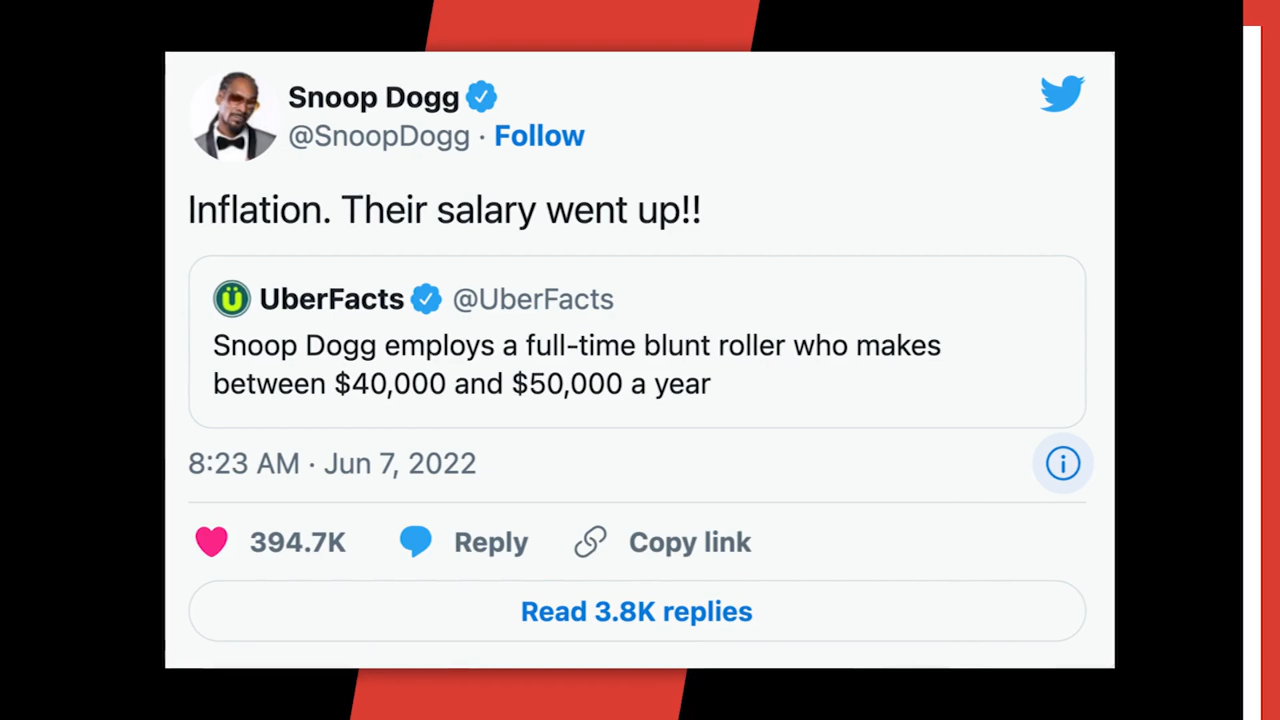 Snoop Dogg
@SnoopDogg · Follow
Inflation. Their salary went up!!
UberFacts @UberFacts
Snoop Dogg employs a full-time blunt roller who makes
between $40,000 and $50,000 a year
8:23 AM · Jun 7, 2022
394.7K Reply Copy link
Read 3.8K replies